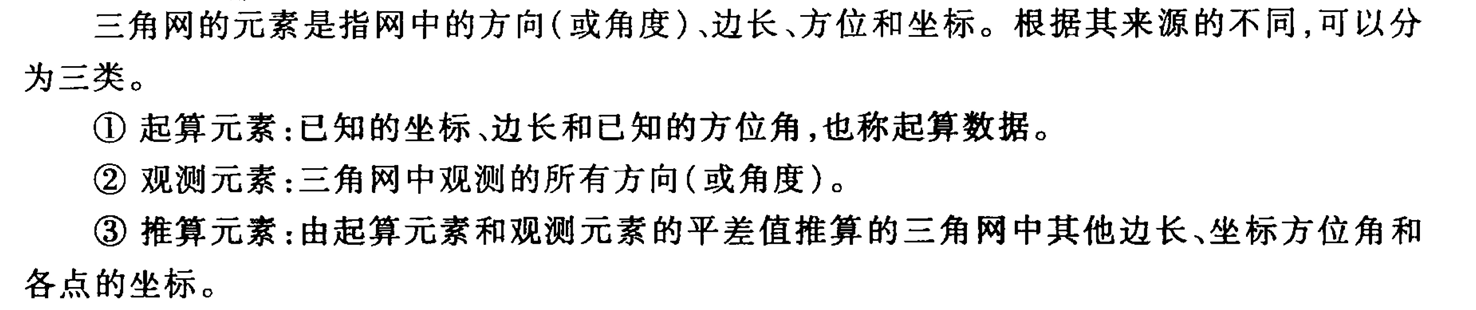 三角网的元素是指网中的方向(或角度)、边长、方位和坐标。根据其来源的不同,可以分
为三类。
① 起算元素:已知的坐标、边长和已知的方位角,也称起算数据。
② 观测元素:三角网中观测的所有方向(或角度)。
③ 推算元素:由起算元素和观测元素的平差值推算的三角网中其他边长、坐标方位角和
各点的坐标。